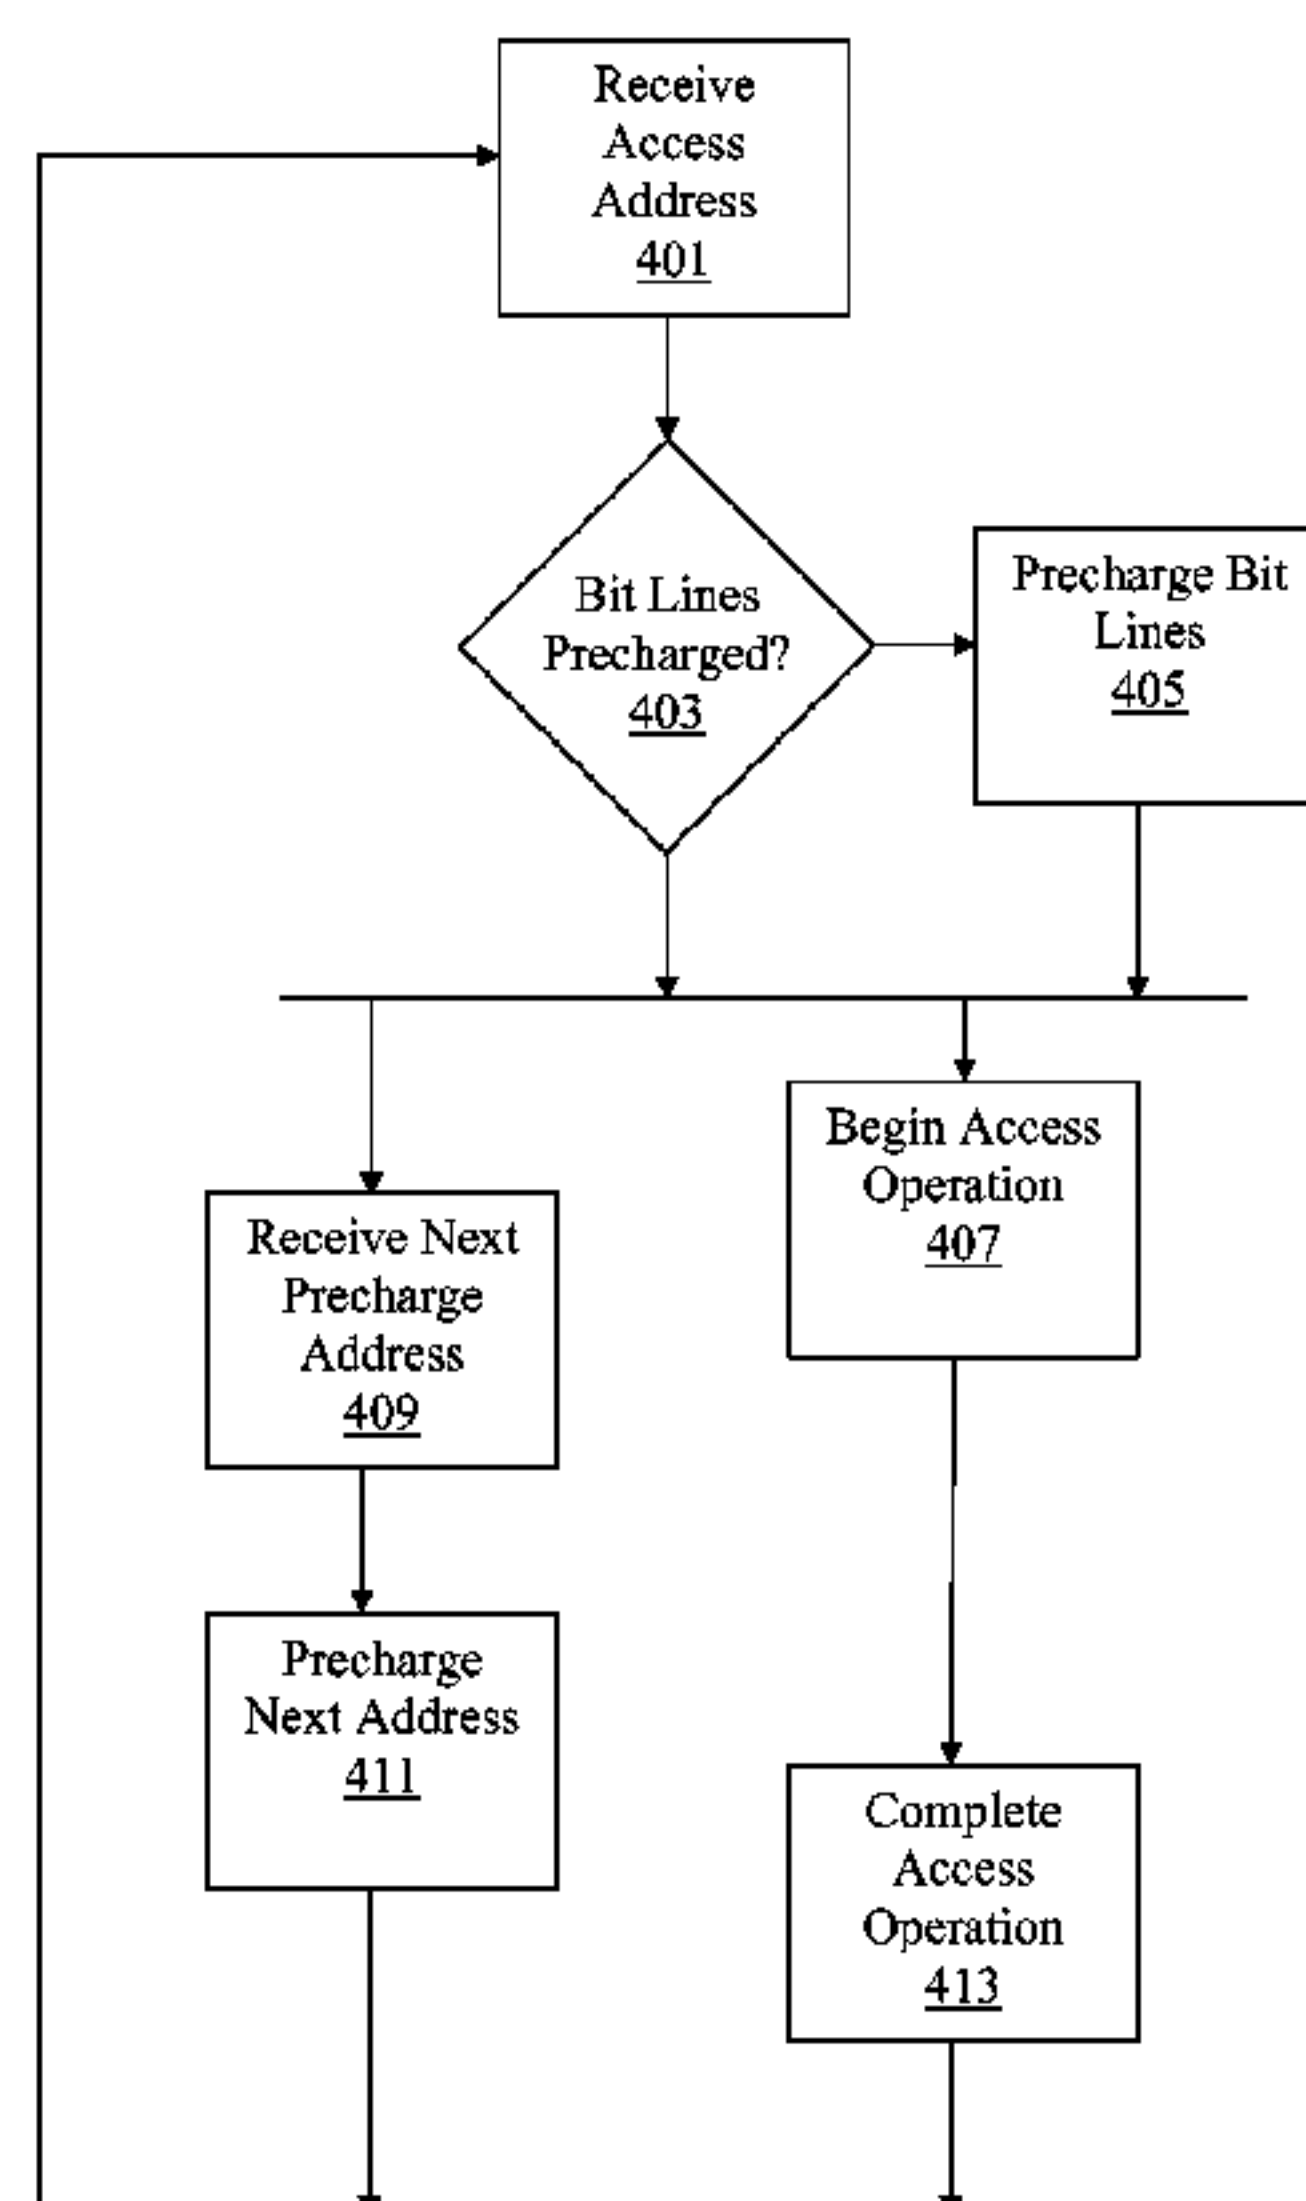 Receive
Access
Address
401
Bit Lines
Precharged?
403
Precharge Bit
Lines
405
Begin Access
Operation
407
Receive Next
Precharge
Address
409
Precharge
Next Address
411
Complete
Access
Operation
413